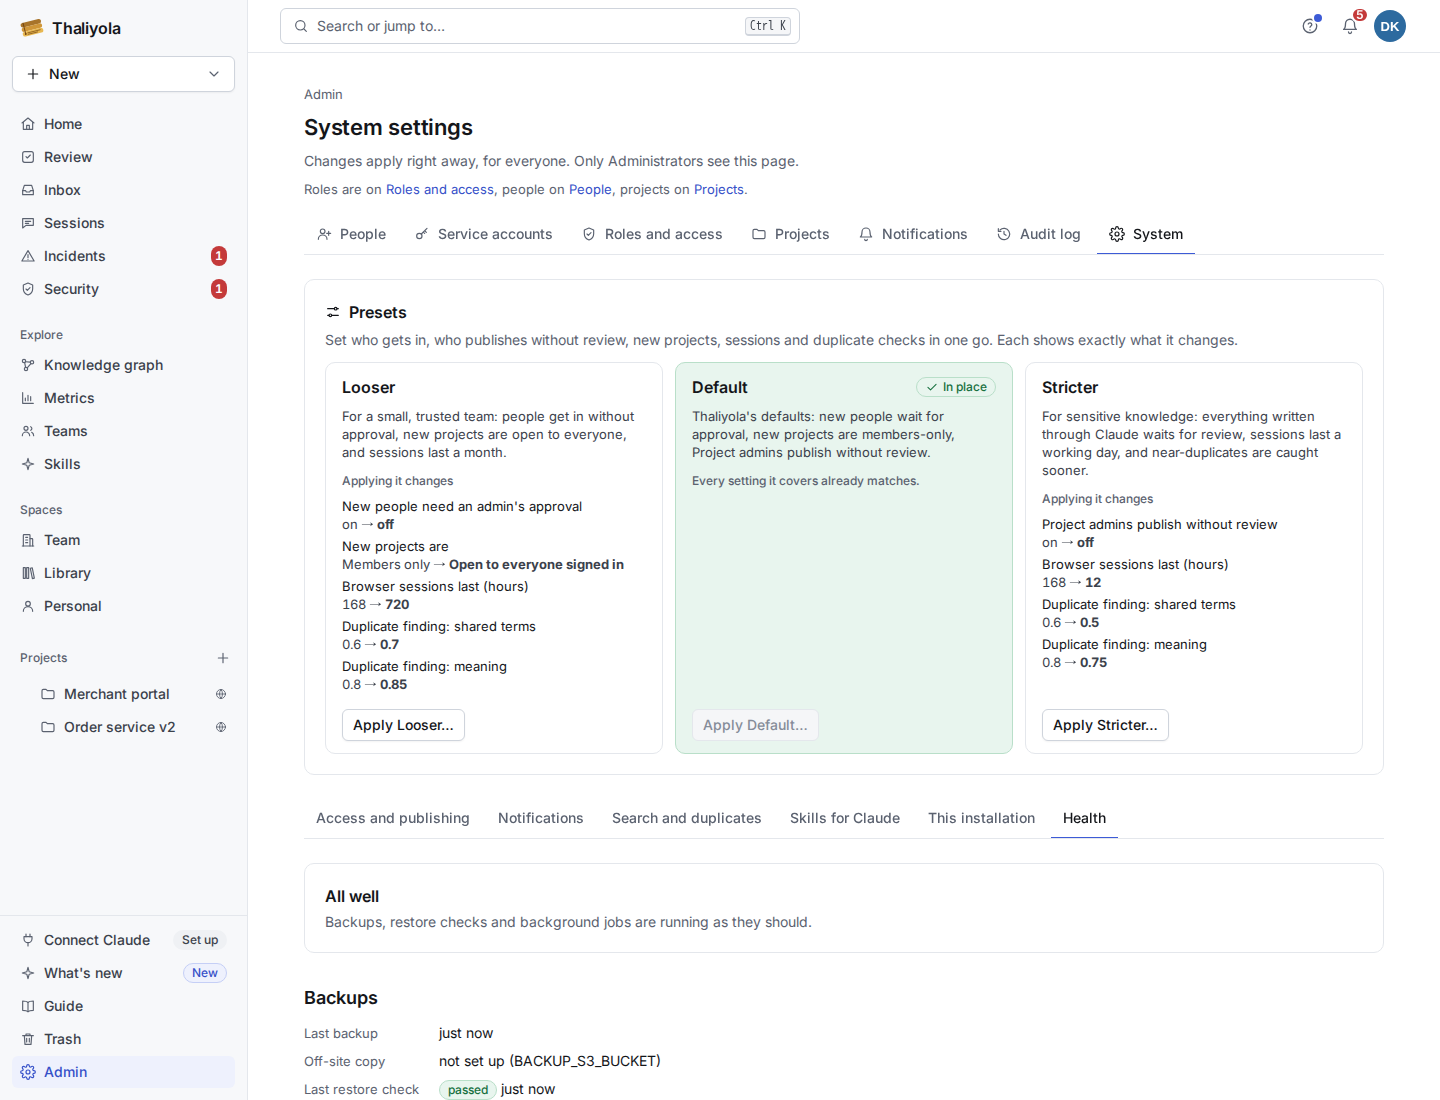 Thaliyola
Search or jump to...
Ctrl K
5
DK
New
Home
Review
Inbox
Sessions
Incidents
1
Security
1
Explore
Knowledge graph
Metrics
Teams
Skills
Spaces
Team
Library
Personal
Projects
Merchant portal
Order service v2
Connect Claude
Set up
What's new
New
Guide
Trash
Admin
Admin
System settings
Changes apply right away, for everyone. Only Administrators see this page.
Roles are on Roles and access, people on People, projects on Projects.
People
Service accounts
Roles and access
Projects
Notifications
Audit log
System
Presets
Set who gets in, who publishes without review, new projects, sessions and duplicate checks in one go. Each shows exactly what it changes.
Looser
For a small, trusted team: people get in without
approval, new projects are open to everyone,
and sessions last a month.
Applying it changes
New people need an admin's approval
on → off
New projects are
Members only → Open to everyone signed in
Browser sessions last (hours)
168 → 720
Duplicate finding: shared terms
0.6 → 0.7
Duplicate finding: meaning
0.8 → 0.85
Apply Looser...
Default
In place
Thaliyola's defaults: new people wait for
approval, new projects are members-only,
Project admins publish without review.
Every setting it covers already matches.
Apply Default...
Stricter
For sensitive knowledge: everything written
through Claude waits for review, sessions last a
working day, and near-duplicates are caught
sooner.
Applying it changes
Project admins publish without review
on → off
Browser sessions last (hours)
168 → 12
Duplicate finding: shared terms
0.6 → 0.5
Duplicate finding: meaning
0.8 → 0.75
Apply Stricter...
Access and publishing
Notifications
Search and duplicates
Skills for Claude
This installation
Health
All well
Backups, restore checks and background jobs are running as they should.
Backups
Last backup just now
Off-site copy not set up (BACKUP_S3_BUCKET)
Last restore check passed just now